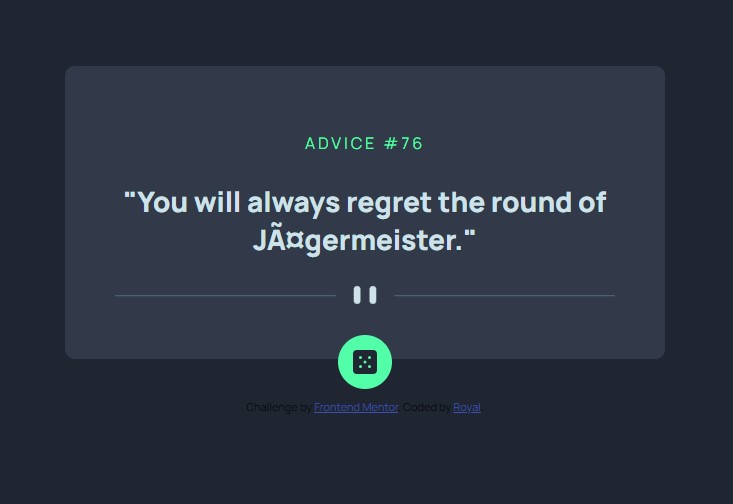 ADVICE #76
"You will always regret the round of
JÃ¤germeister."
Challenge by Frontend Mentor. Coded by Royal